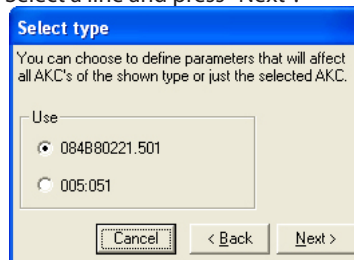 Select a line and press "Next".
Select type
You can choose to define parameters that will affect
all AKC's of the shown type or just the selected AKC.
Use
084B80221.501
005:051
Cancel
< Back
Next >